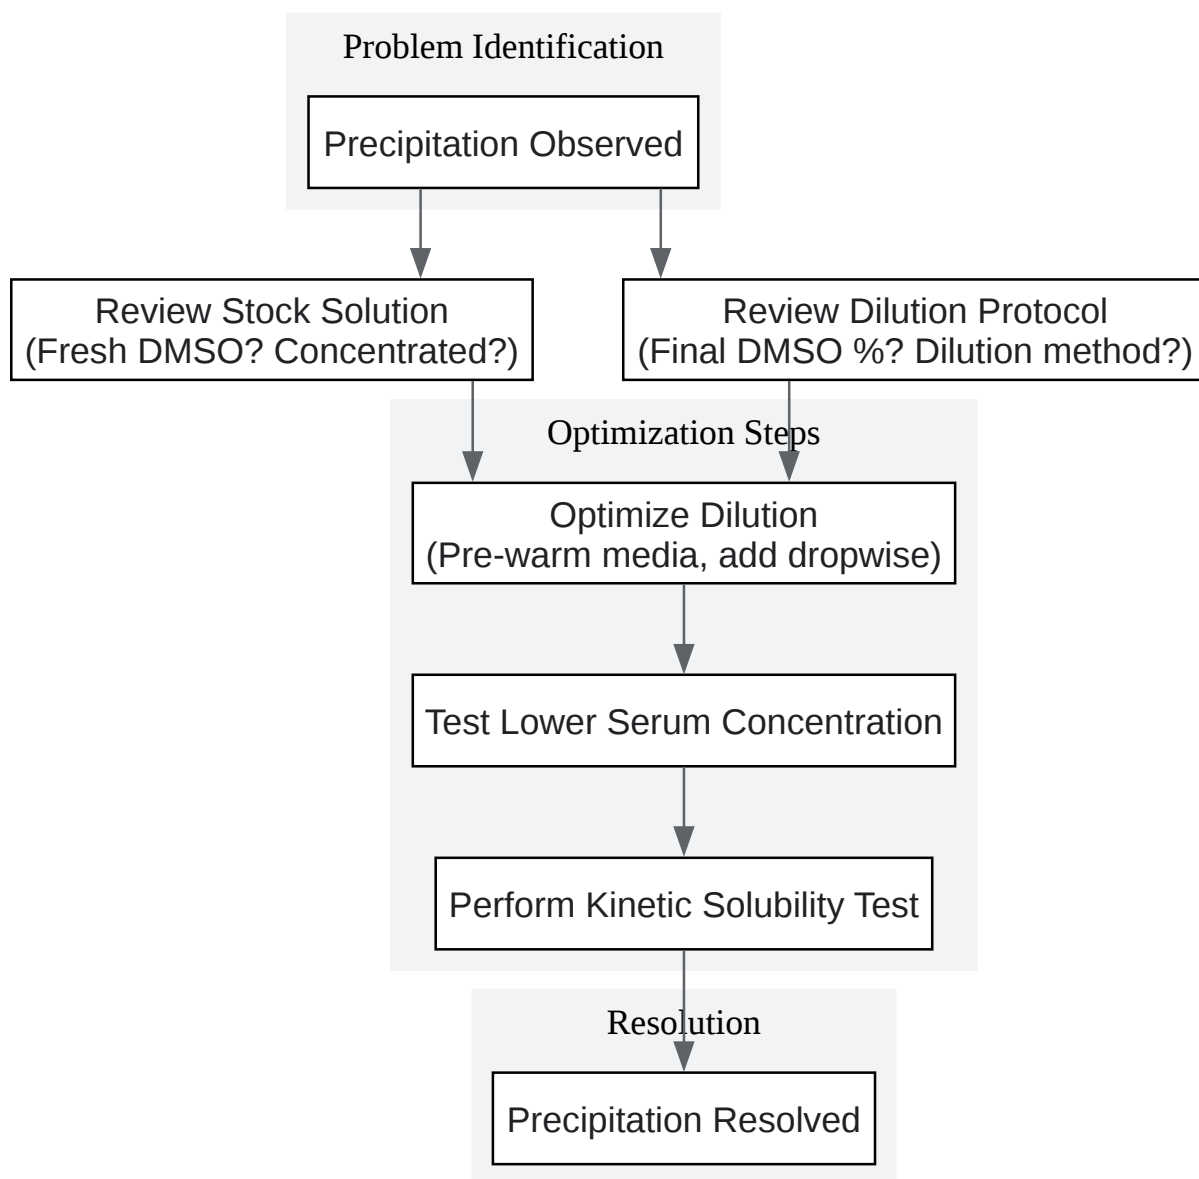 Problem Identification
Precipitation Observed
Review Stock Solution
(Fresh DMSO? Concentrated?)
Review Dilution Protocol
(Final DMSO %? Dilution method?)
Optimization Steps
Optimize Dilution
(Pre-warm media, add dropwise)
Test Lower Serum Concentration
Perform Kinetic Solubility Test
Resolution
Precipitation Resolved